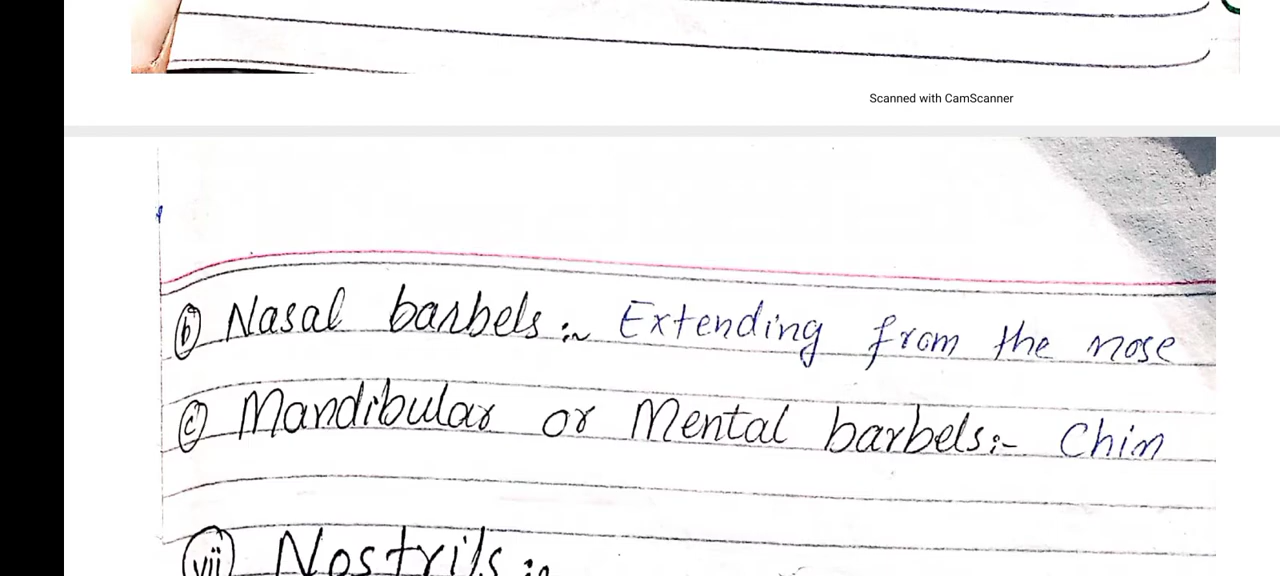 Scanned with CamScanner
ⓑ Nasal barbels :~ Extending from the nose
ⓒ Mandibular or Mental barbels:- Chin
(vii) Nostrils :~